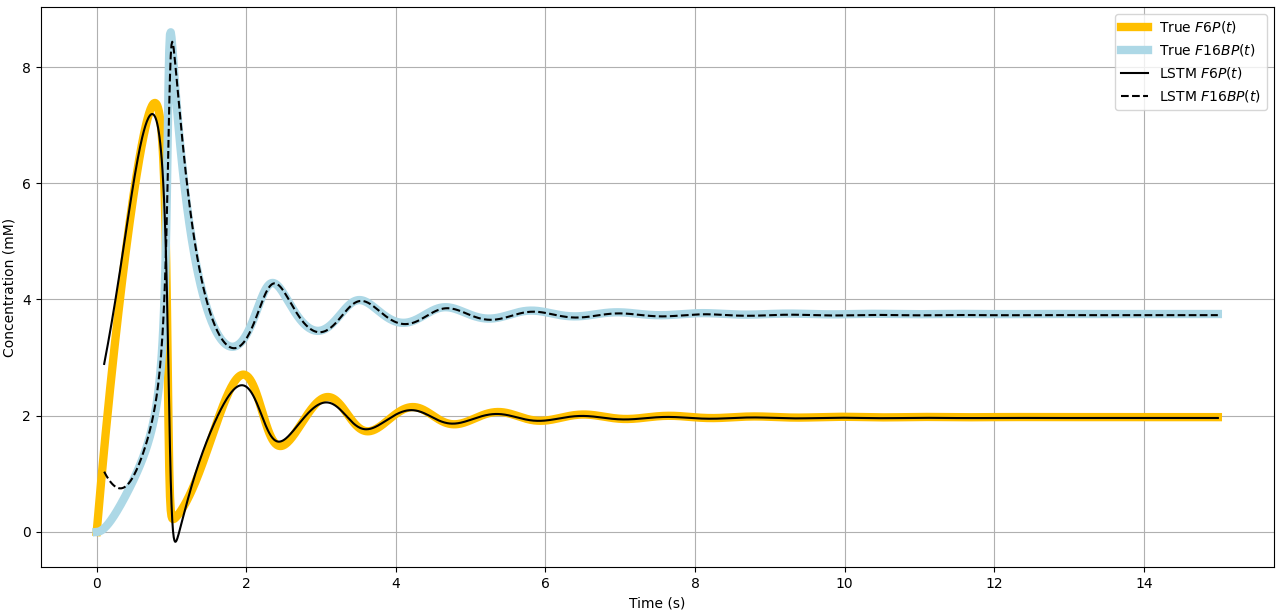 True F6P(t)
True F16BP(t)
LSTM F6P(t)
LSTM F16BP(t)
Concentration (mM)
8
6
4
2
0
0 2 4 6 8 10 12 14
Time (s)